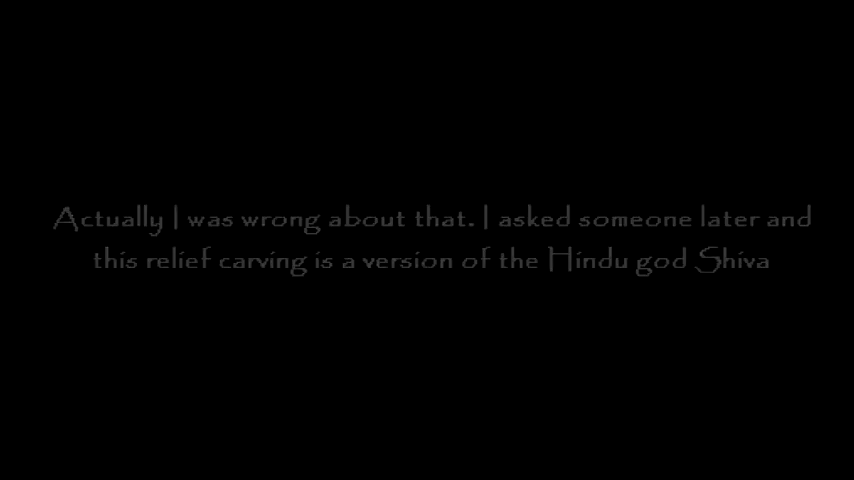 Actually I was wrong about that. I asked someone later and
this relief carving is a version of the Hindu god Shiva